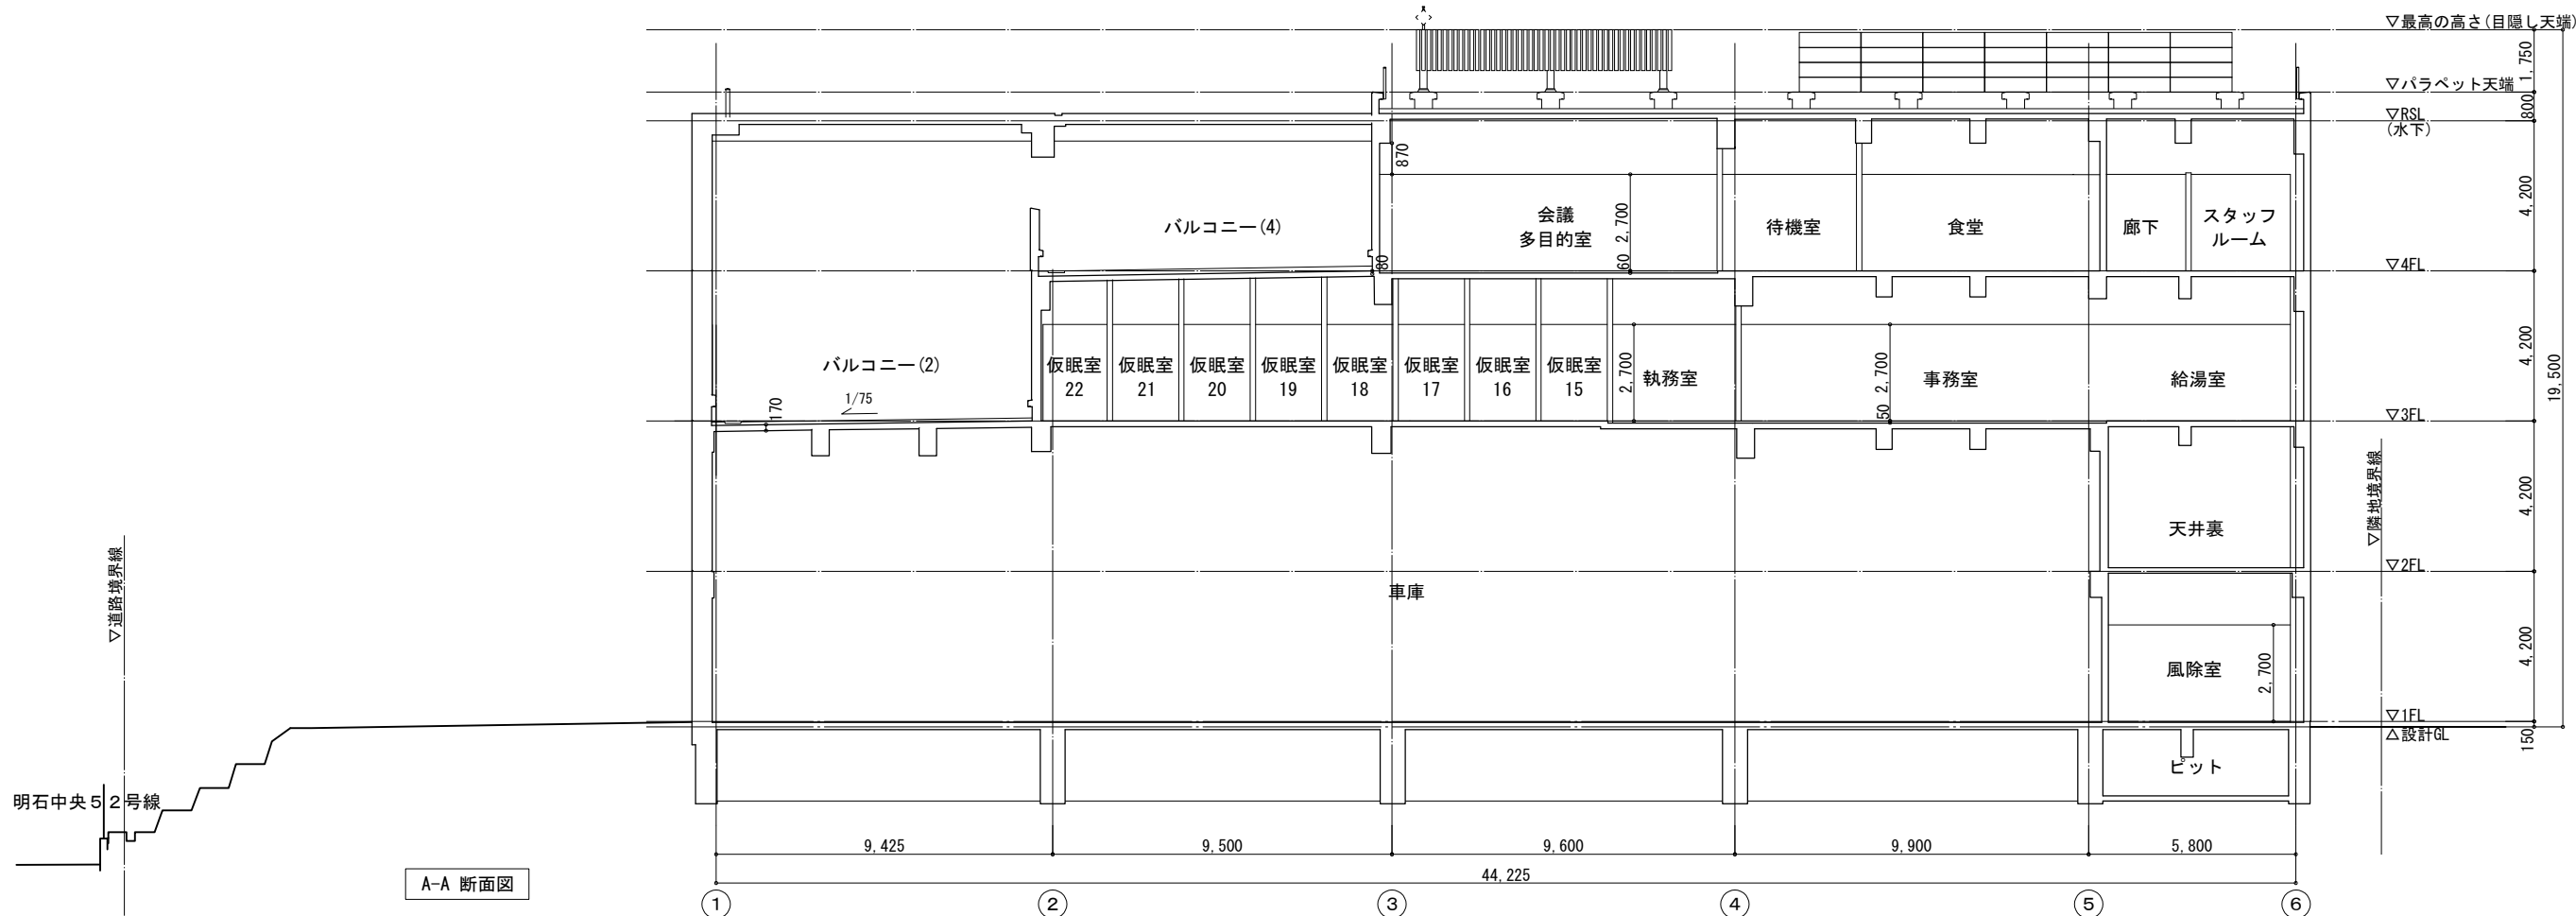 ▽最高の高さ(目隠し天端)
1,750
▽パラペット天端
800
▽RSL
(水下)
870
4,200
バルコニー(4)
会議
多目的室
2,700
待機室
食堂
廊下
スタッフ
ルーム
80
60
▽4FL
4,200
19,500
バルコニー(2)
仮眠室
22
仮眠室
21
仮眠室
20
仮眠室
19
仮眠室
18
仮眠室
17
仮眠室
16
仮眠室
15
2,700
執務室
2,700
事務室
給湯室
170
1/75
50
▽3FL
▽隣地境界線
4,200
天井裏
▽道路境界線
▽2FL
車庫
4,200
風除室
2,700
▽1FL
△設計GL
150
ピット
明石中央52号線
9,425
9,500
9,600
9,900
5,800
44,225
A-A 断面図
1
2
3
4
5
6